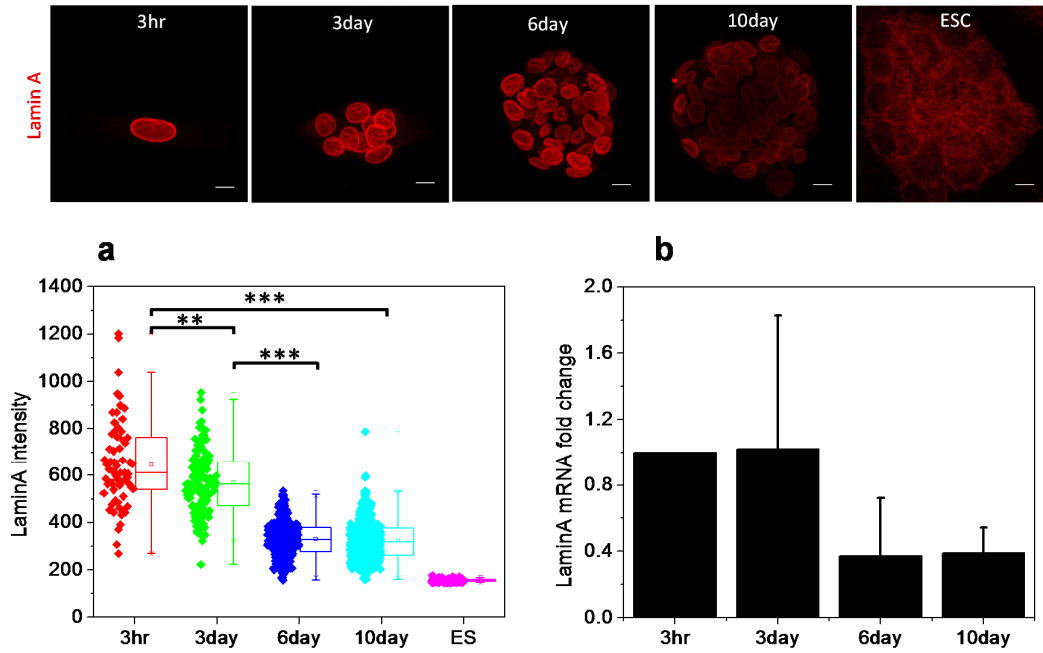 3hr 3day 6day 10day ESC
Lamin A
a
LaminA intensity
1400
1200
1000
800
600
400
200
0
***
**
***
3hr 3day 6day 10day ES
b
LaminA mRNA fold change
2.0
1.6
1.2
0.8
0.4
0.0
3hr 3day 6day 10day